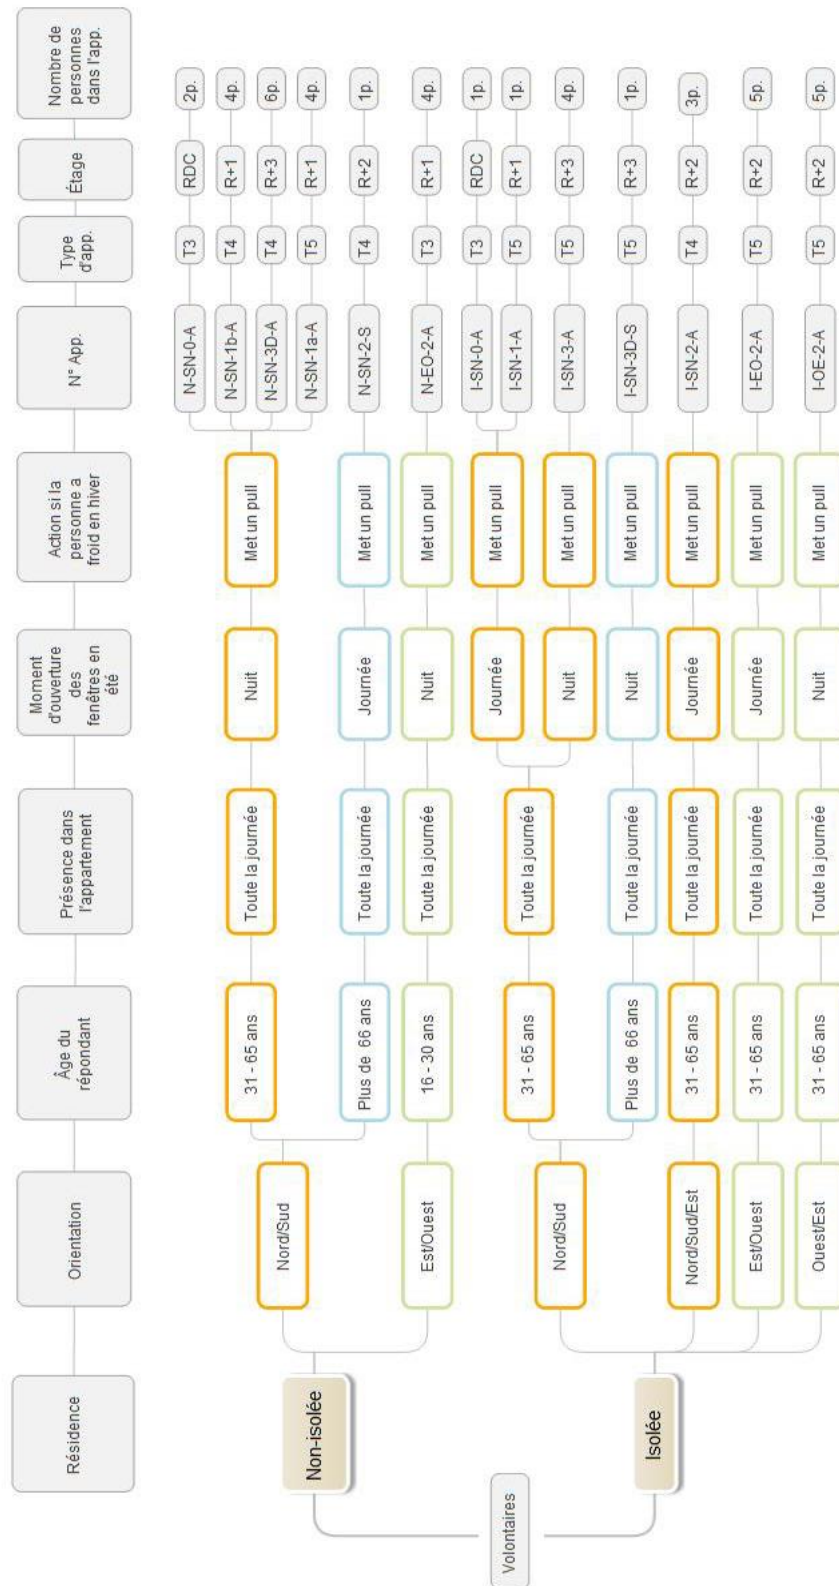 Résidence
Orientation
Âge du
répondant
Présence dans
l'appartement
Moment
d'ouverture
des
fenêtres en
été
Action si la
personne a
froid en hiver
N° App.
Type
d'app.
Étage
Nombre de
personnes
dans l'app.
Volontaires
Non-isolée
Nord/Sud
31 - 65 ans
Toute la journée
Nuit
Met un pull
N-SN-0-A
T3
RDC
2p.
N-SN-1b-A
T4
R+1
4p.
N-SN-3D-A
T4
R+3
6p.
N-SN-1a-A
T5
R+1
4p.
Plus de 66 ans
Toute la journée
Journée
Met un pull
N-SN-2-S
T4
R+2
1p.
Est/Ouest
16 - 30 ans
Toute la journée
Nuit
Met un pull
N-EO-2-A
T3
R+1
4p.
Isolée
Nord/Sud
31 - 65 ans
Toute la journée
Journée
Met un pull
I-SN-0-A
T3
RDC
1p.
I-SN-1-A
T5
R+1
1p.
Nuit
Met un pull
I-SN-3-A
T5
R+3
4p.
Plus de 66 ans
Toute la journée
Nuit
Met un pull
I-SN-3D-S
T5
R+3
1p.
Nord/Sud/Est
31 - 65 ans
Toute la journée
Journée
Met un pull
I-SN-2-A
T4
R+2
3p.
Est/Ouest
31 - 65 ans
Toute la journée
Journée
Met un pull
I-EO-2-A
T5
R+2
5p.
Ouest/Est
31 - 65 ans
Toute la journée
Nuit
Met un pull
I-OE-2-A
T5
R+2
5p.